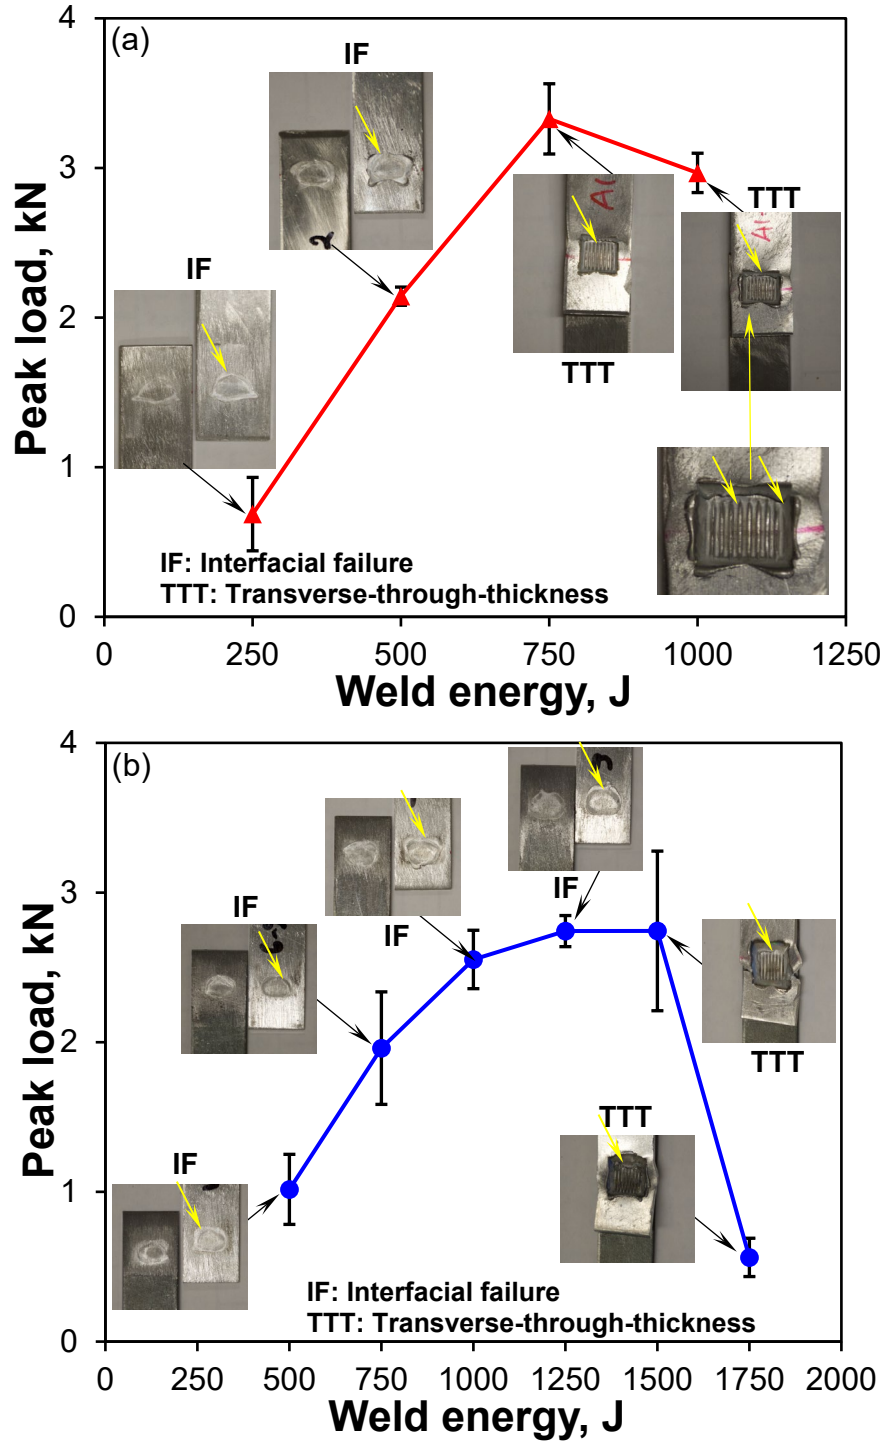 (a)
4
IF
3
TTT
IF
2
TTT
1
IF: Interfacial failure
TTT: Transverse-through-thickness
0
0 250 500 750 1000 1250
Peak load, kN
Weld energy, J
(b)
4
IF
3
IF
IF
TTT
2
TTT
IF
1
IF: Interfacial failure
TTT: Transverse-through-thickness
0
0 250 500 750 1000 1250 1500 1750 2000
Peak load, kN
Weld energy, J